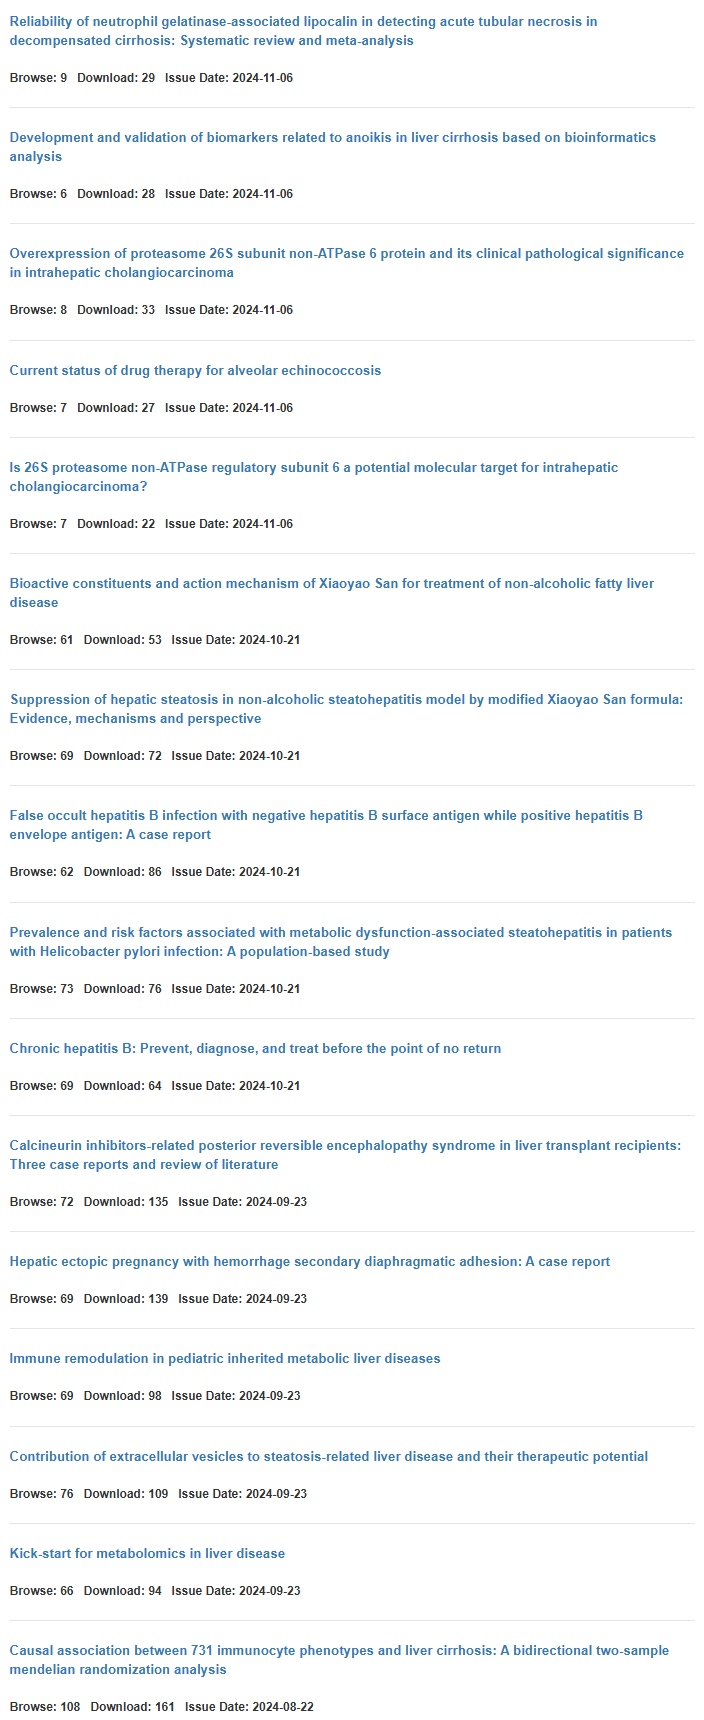 Reliability of neutrophil gelatinase-associated lipocalin in detecting acute tubular necrosis in
decompensated cirrhosis: Systematic review and meta-analysis
Browse: 9 Download: 29 Issue Date: 2024-11-06
Development and validation of biomarkers related to anoikis in liver cirrhosis based on bioinformatics
analysis
Browse: 6 Download: 28 Issue Date: 2024-11-06
Overexpression of proteasome 26S subunit non-ATPase 6 protein and its clinical pathological significance
in intrahepatic cholangiocarcinoma
Browse: 8 Download: 33 Issue Date: 2024-11-06
Current status of drug therapy for alveolar echinococcosis
Browse: 7 Download: 27 Issue Date: 2024-11-06
Is 26S proteasome non-ATPase regulatory subunit 6 a potential molecular target for intrahepatic
cholangiocarcinoma?
Browse: 7 Download: 22 Issue Date: 2024-11-06
Bioactive constituents and action mechanism of Xiaoyao San for treatment of non-alcoholic fatty liver
disease
Browse: 61 Download: 53 Issue Date: 2024-10-21
Suppression of hepatic steatosis in non-alcoholic steatohepatitis model by modified Xiaoyao San formula:
Evidence, mechanisms and perspective
Browse: 69 Download: 72 Issue Date: 2024-10-21
False occult hepatitis B infection with negative hepatitis B surface antigen while positive hepatitis B
envelope antigen: A case report
Browse: 62 Download: 86 Issue Date: 2024-10-21
Prevalence and risk factors associated with metabolic dysfunction-associated steatohepatitis in patients
with Helicobacter pylori infection: A population-based study
Browse: 73 Download: 76 Issue Date: 2024-10-21
Chronic hepatitis B: Prevent, diagnose, and treat before the point of no return
Browse: 69 Download: 64 Issue Date: 2024-10-21
Calcineurin inhibitors-related posterior reversible encephalopathy syndrome in liver transplant recipients:
Three case reports and review of literature
Browse: 72 Download: 135 Issue Date: 2024-09-23
Hepatic ectopic pregnancy with hemorrhage secondary diaphragmatic adhesion: A case report
Browse: 69 Download: 139 Issue Date: 2024-09-23
Immune remodulation in pediatric inherited metabolic liver diseases
Browse: 69 Download: 98 Issue Date: 2024-09-23
Contribution of extracellular vesicles to steatosis-related liver disease and their therapeutic potential
Browse: 76 Download: 109 Issue Date: 2024-09-23
Kick-start for metabolomics in liver disease
Browse: 66 Download: 94 Issue Date: 2024-09-23
Causal association between 731 immunocyte phenotypes and liver cirrhosis: A bidirectional two-sample
mendelian randomization analysis
Browse: 108 Download: 161 Issue Date: 2024-08-22